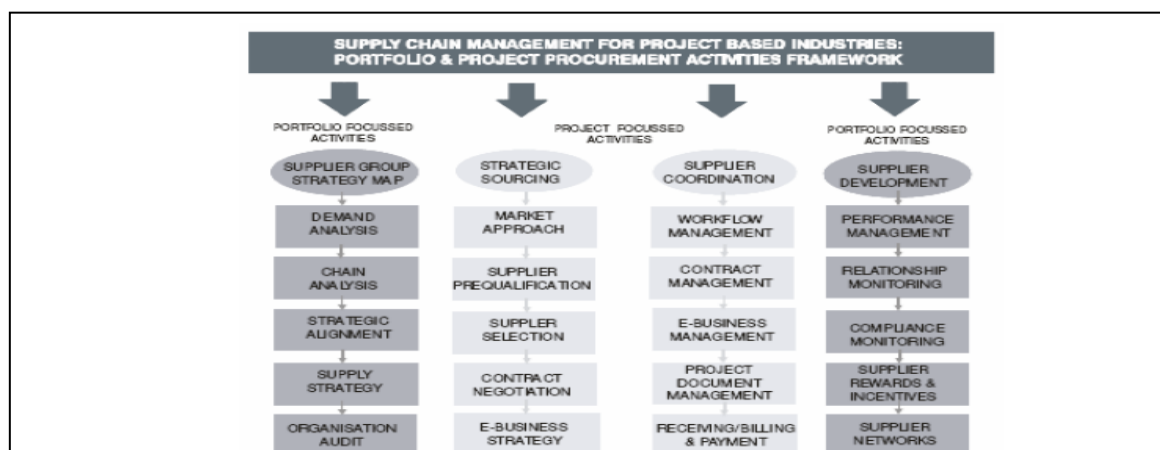 SUPPLY CHAIN MANAGEMENT FOR PROJECT BASED INDUSTRIES:
PORTFOLIO & PROJECT PROCUREMENT ACTIVITIES FRAMEWORK
PORTFOLIO FOCUSSED
ACTIVITIES
SUPPLIER GROUP
STRATEGY MAP
DEMAND
ANALYSIS
CHAIN
ANALYSIS
STRATEGIC
ALIGNMENT
SUPPLY
STRATEGY
ORGANISATION
AUDIT
PROJECT FOCUSSED
ACTIVITIES
STRATEGIC
SOURCING
MARKET
APPROACH
SUPPLIER
PREQUALIFICATION
SUPPLER
SELECTION
CONTRACT
NEGOTIATION
E-BUSINESS
STRATEGY
SUPPLIER
COORDINATION
WORKFLOW
MANAGEMENT
CONTRACT
MANAGEMENT
E-BUSINESS
MANAGEMENT
PROJECT
DOCUMENT
MANAGEMENT
RECEIVING/BILLING
& PAYMENT
PORTFOLIO FOCUSSED
ACTIVITIES
SUPPLIER
DEVELOPMENT
PERFORMANCE
MANAGEMENT
RELATIONSHIP
MONITORING
COMPLIANCE
MONITORING
SUPPLIER
REWARDS &
INCENTIVES
SUPPLIER
NETWORKS